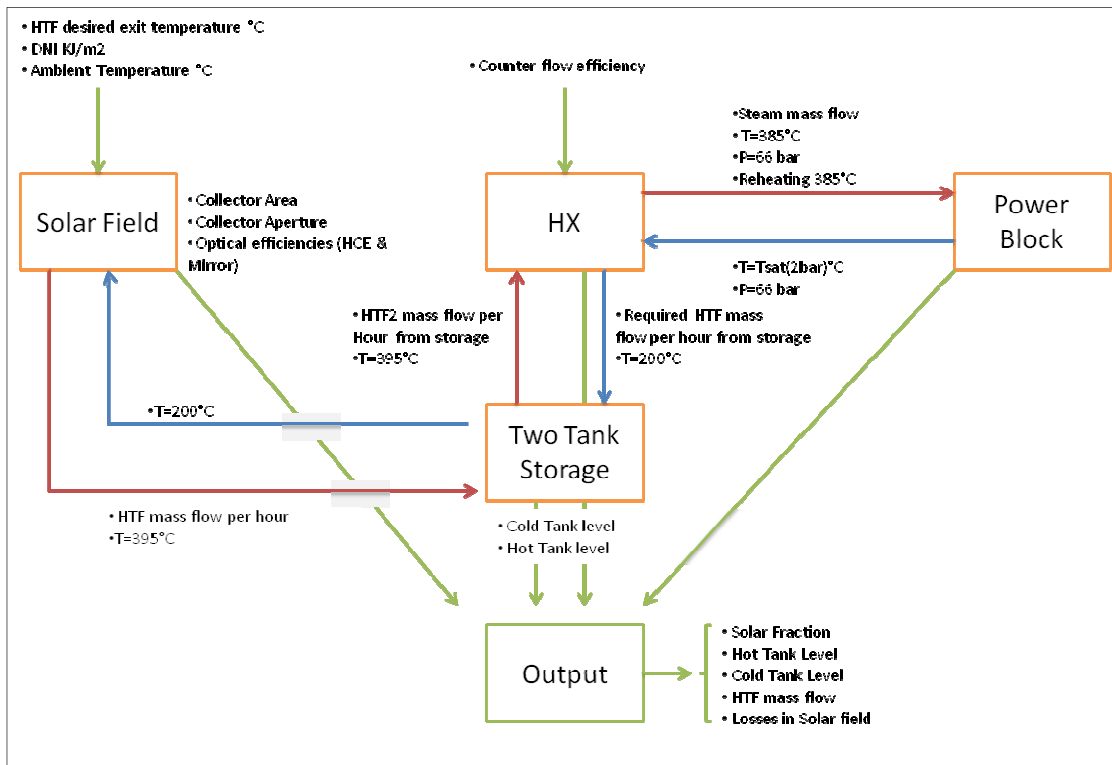 • HTF desired exit temperature °C
• DNI KJ/m2
• Ambient Temperature °C
• Counter flow efficiency
• Steam mass flow
• T=385°C
• P=66 bar
• Reheating 385°C
Solar Field
• Collector Area
• Collector Aperture
• Optical efficiencies (HCE &
Mirror)
HX
Power
Block
• T=Tsat(2bar)°C
• P=66 bar
• HTF2 mass flow per
Hour from storage
• T=395°C
• Required HTF mass
flow per hour from storage
• T=200°C
• T=200°C
Two Tank
Storage
• HTF mass flow per hour
• T=395°C
• Cold Tank level
• Hot Tank level
Output
• Solar Fraction
• Hot Tank Level
• Cold Tank Level
• HTF mass flow
• Losses in Solar field